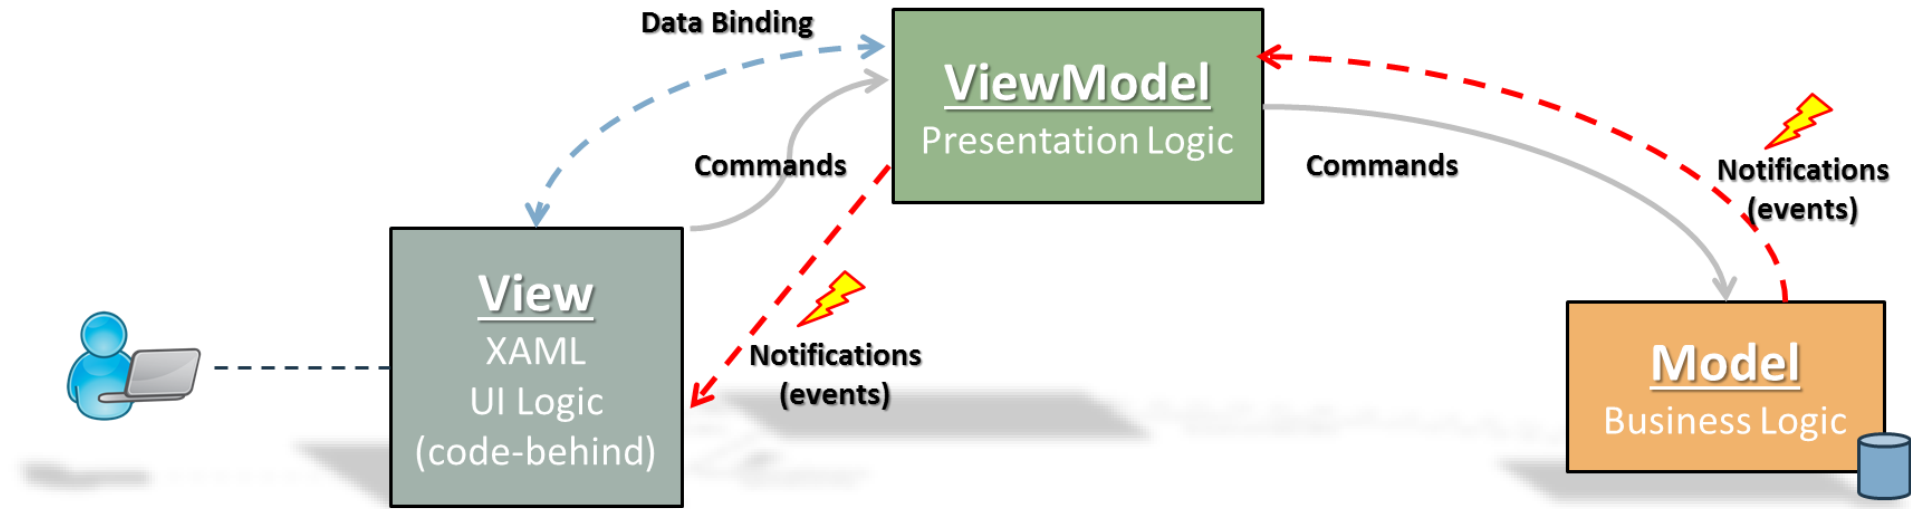 Data Binding
ViewModel
Presentation Logic
Commands
Commands
Notifications
(events)
View
XAML
UI Logic
(code-behind)
Notifications
(events)
Model
Business Logic